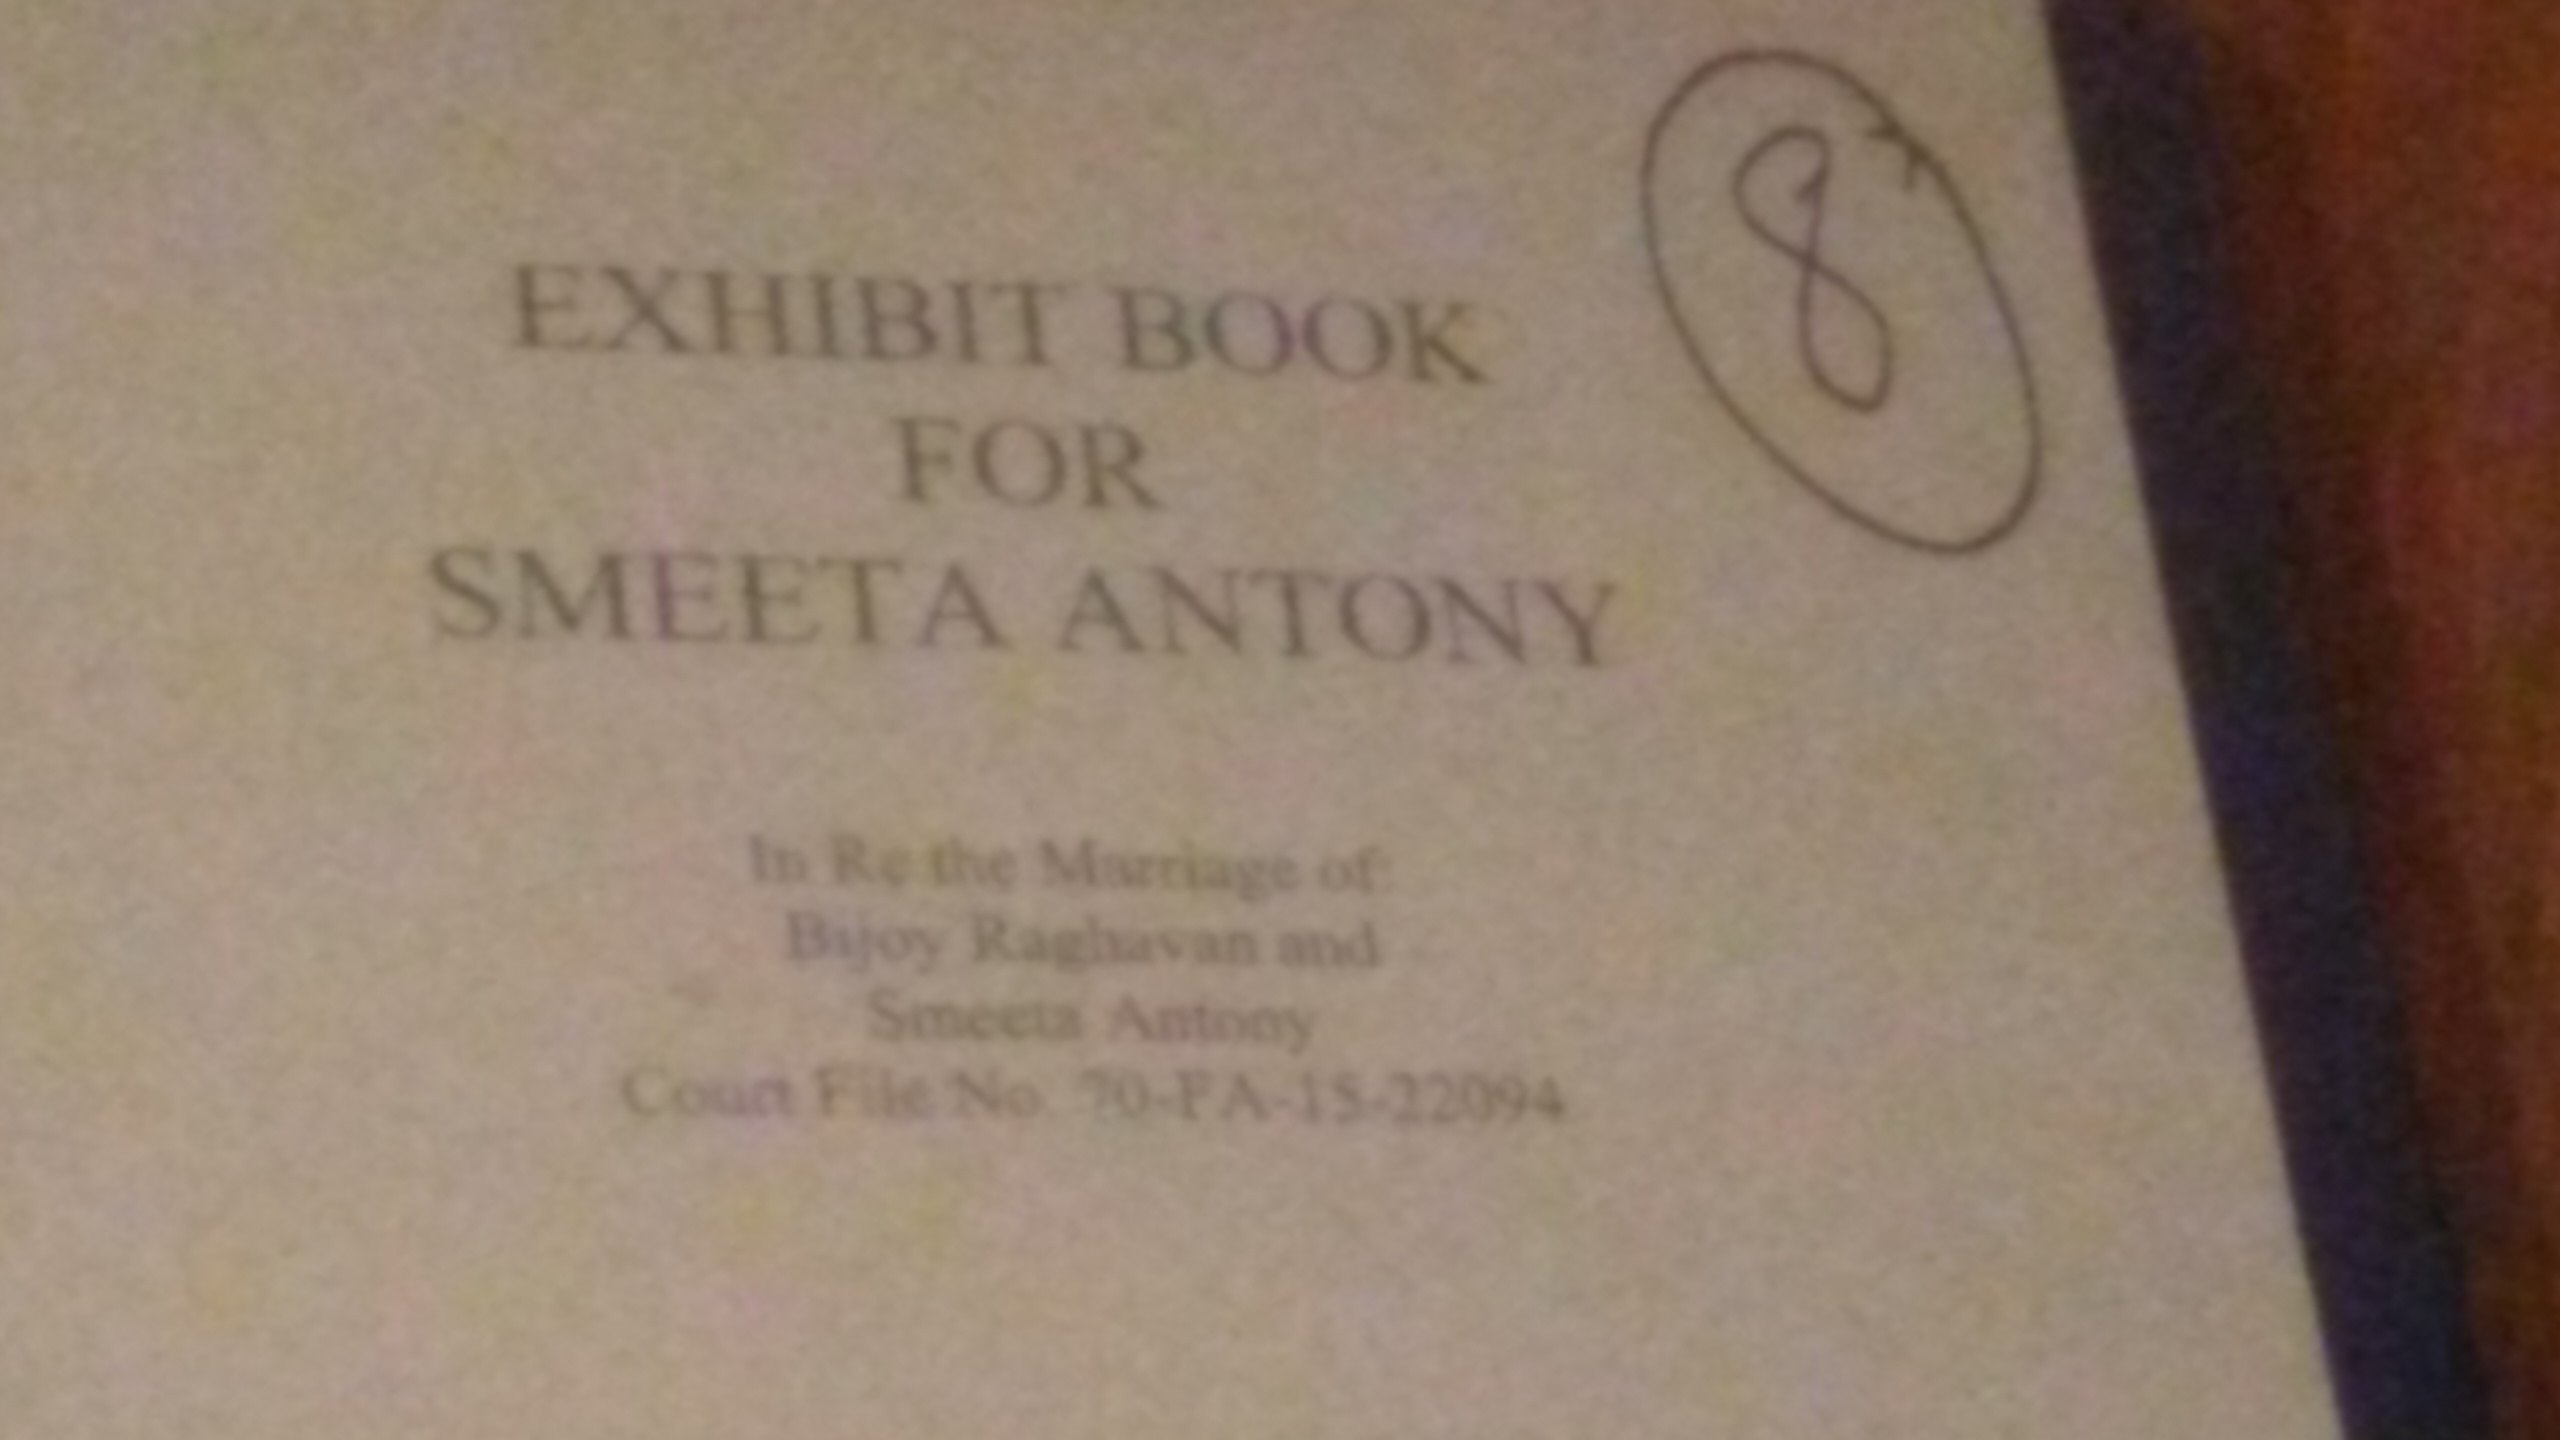 8
EXHIBIT BOOK
FOR
SMEETA ANTONY
In Re the Marriage of:
Bijoy Raghavan and
Smeeta Antony
Court File No. 70-FA-15-22094